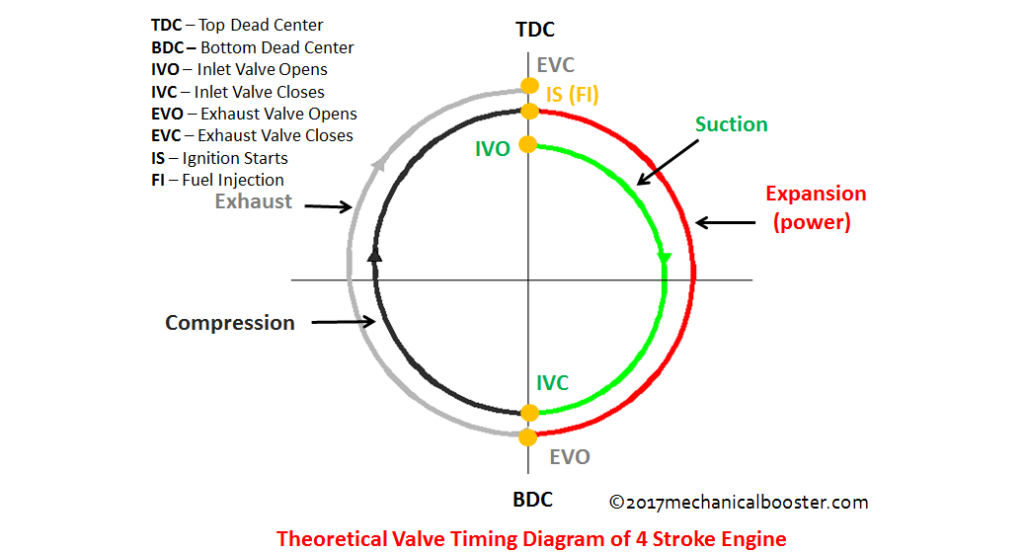 TDC – Top Dead Center
BDC – Bottom Dead Center
IVO – Inlet Valve Opens
IVC – Inlet Valve Closes
EVO – Exhaust Valve Opens
EVC – Exhaust Valve Closes
IS – Ignition Starts
FI – Fuel Injection
TDC
EVC
IS (FI)
IVO
Suction
Exhaust
Expansion
(power)
Compression
IVC
EVO
BDC
©2017mechanicalbooster.com
Theoretical Valve Timing Diagram of 4 Stroke Engine